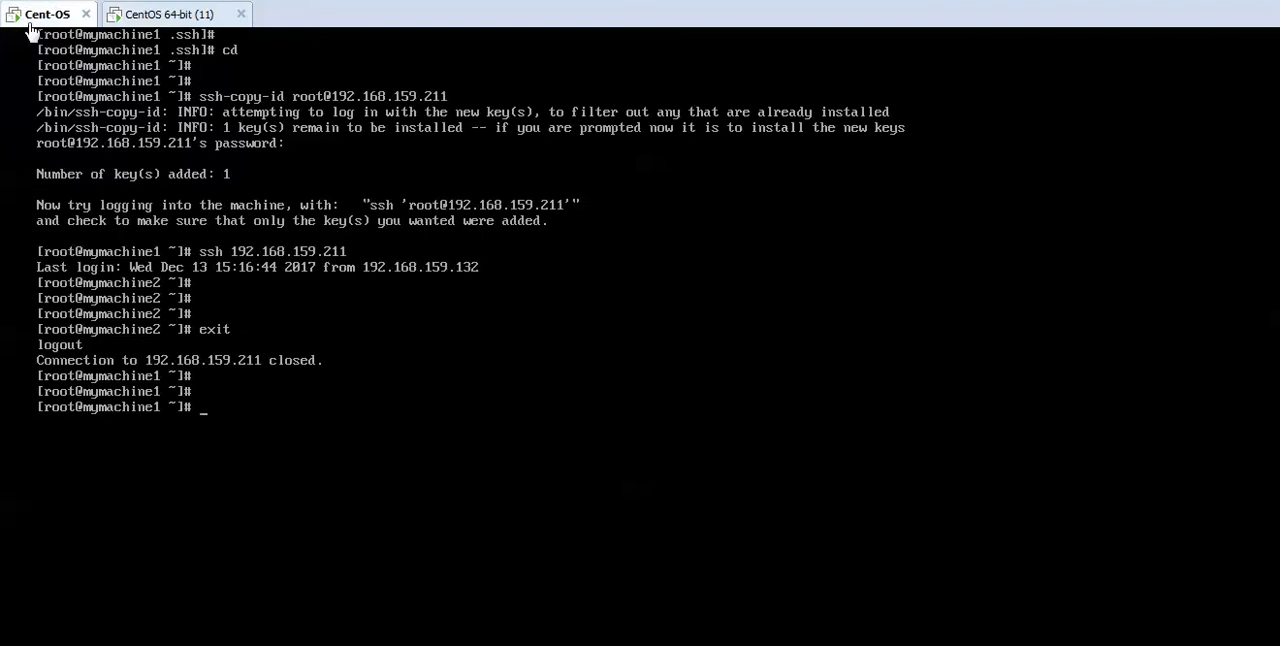 Cent-OS
CentOS 64-bit (11)
[root@mymachine1 .ssh]#
[root@mymachine1 .ssh]# cd
[root@mymachine1 ~]#
[root@mymachine1 ~]#
[root@mymachine1 ~]# ssh-copy-id root@192.168.159.211
/bin/ssh-copy-id: INFO: attempting to log in with the new key(s), to filter out any that are already installed
/bin/ssh-copy-id: INFO: 1 key(s) remain to be installed -- if you are prompted now it is to install the new keys
root@192.168.159.211's password:
Number of key(s) added: 1
Now try logging into the machine, with:   "ssh 'root@192.168.159.211'"
and check to make sure that only the key(s) you wanted were added.
[root@mymachine1 ~]# ssh 192.168.159.211
Last login: Wed Dec 13 15:16:44 2017 from 192.168.159.132
[root@mymachine2 ~]#
[root@mymachine2 ~]#
[root@mymachine2 ~]#
[root@mymachine2 ~]# exit
logout
Connection to 192.168.159.211 closed.
[root@mymachine1 ~]#
[root@mymachine1 ~]#
[root@mymachine1 ~]# _